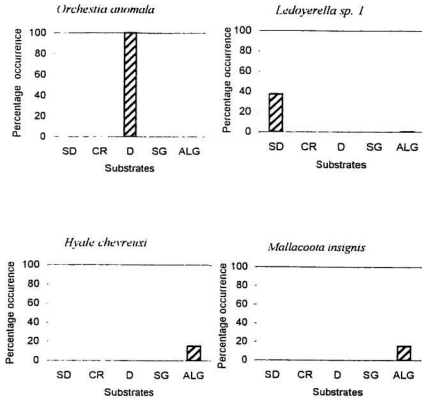 Orchestia anomala
Percentage occurrence
100
80
60
40
20
0
SD CR D SG ALG
Substrates
Ledoyerella sp. 1
Percentage occurrence
100
80
60
40
20
0
SD CR D SG ALG
Substrates
Hyale chevreuxi
Percentage occurrence
100
80
60
40
20
0
SD CR D SG ALG
Substrates
Mallacoota insignis
Percentage occurrence
100
80
60
40
20
0
SD CR D SG ALG
Substrates